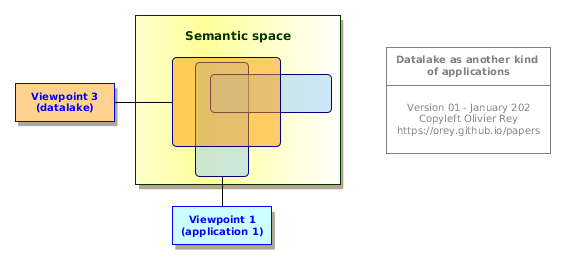 Semantic space
Viewpoint 3
(datalake)
Viewpoint 1
(application 1)
Datalake as another kind
of applications
Version 01 - January 202
Copyleft Olivier Rey
https://orey.github.io/papers